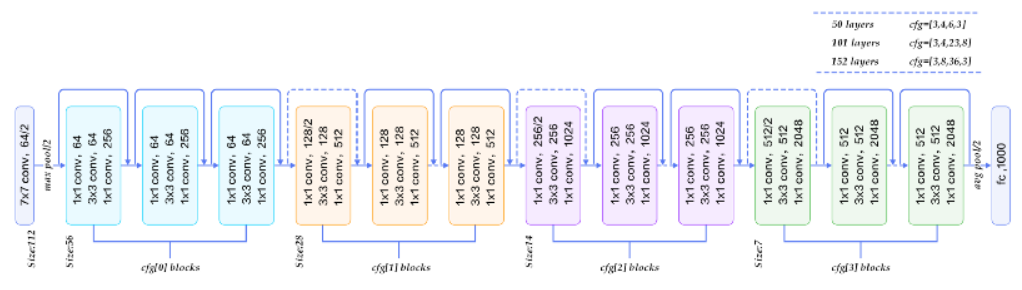 50 layers cfg=[3,4,6,3]
101 layers cfg=[3,4,23,8]
152 layers cfg=[3,8,36,3]
7x7 conv, 64/2
max pool/2
1x1 conv, 64
3x3 conv, 64
1x1 conv, 256
1x1 conv, 64
3x3 conv, 64
1x1 conv, 256
1x1 conv, 64
3x3 conv, 64
1x1 conv, 256
1x1 conv, 128/2
3x3 conv, 128
1x1 conv, 512
1x1 conv, 128
3x3 conv, 128
1x1 conv, 512
1x1 conv, 128
3x3 conv, 128
1x1 conv, 512
1x1 conv, 256/2
3x3 conv, 256
1x1 conv, 1024
1x1 conv, 256
3x3 conv, 256
1x1 conv, 1024
1x1 conv, 256
3x3 conv, 256
1x1 conv, 1024
1x1 conv, 512/2
3x3 conv, 512
1x1 conv, 2048
1x1 conv, 512
3x3 conv, 512
1x1 conv, 2048
1x1 conv, 512
3x3 conv, 512
1x1 conv, 2048
avg pool/2
fc ,1000
Size:112
Size:56
cfg[0] blocks
Size:28
cfg[1] blocks
Size:14
cfg[2] blocks
Size:7
cfg[3] blocks